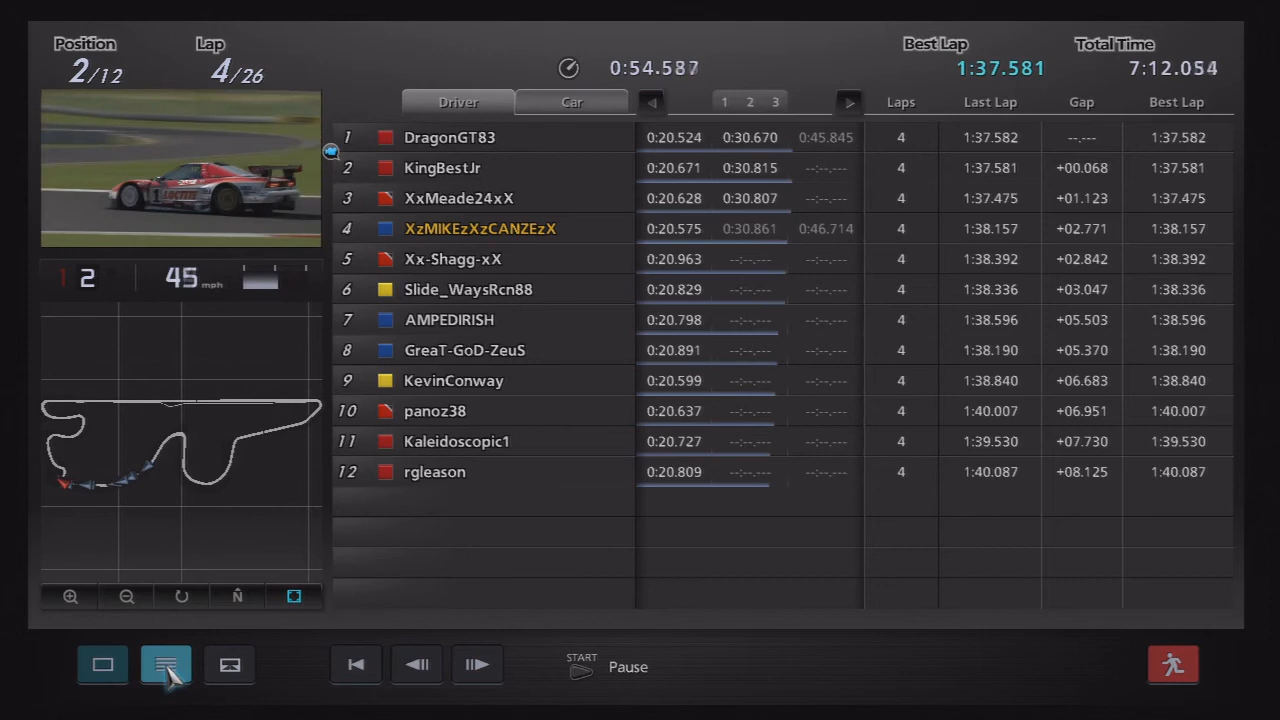 Position Lap Best Lap Total Time
2/12 4/26 0:54.587 1:37.581 7:12.054
Driver Car 1 2 3 Laps Last Lap Gap Best Lap
1 DragonGT83 0:20.524 0:30.670 0:45.845 4 1:37.582 --.--- 1:37.582
2 KingBestJr 0:20.671 0:30.815 --:--.--- 4 1:37.581 +00.068 1:37.581
3 XxMeade24xX 0:20.628 0:30.807 --:--.--- 4 1:37.475 +01.123 1:37.475
4 XzMIKEzXzCANZEzX 0:20.575 0:30.861 0:46.714 4 1:38.157 +02.771 1:38.157
5 Xx-Shagg-xX 0:20.963 --:--.--- --:--.--- 4 1:38.392 +02.842 1:38.392
6 Slide_WaysRcn88 0:20.829 --:--.--- --:--.--- 4 1:38.336 +03.047 1:38.336
7 AMPEDIRISH 0:20.798 --:--.--- --:--.--- 4 1:38.596 +05.503 1:38.596
8 GreaT-GoD-ZeuS 0:20.891 --:--.--- --:--.--- 4 1:38.190 +05.370 1:38.190
9 KevinConway 0:20.599 --:--.--- --:--.--- 4 1:38.840 +06.683 1:38.840
10 panoz38 0:20.637 --:--.--- --:--.--- 4 1:40.007 +06.951 1:40.007
11 Kaleidoscopic1 0:20.727 --:--.--- --:--.--- 4 1:39.530 +07.730 1:39.530
12 rgleason 0:20.809 --:--.--- --:--.--- 4 1:40.087 +08.125 1:40.087
1 LOCTITE
1 2 45 mph
N
START Pause